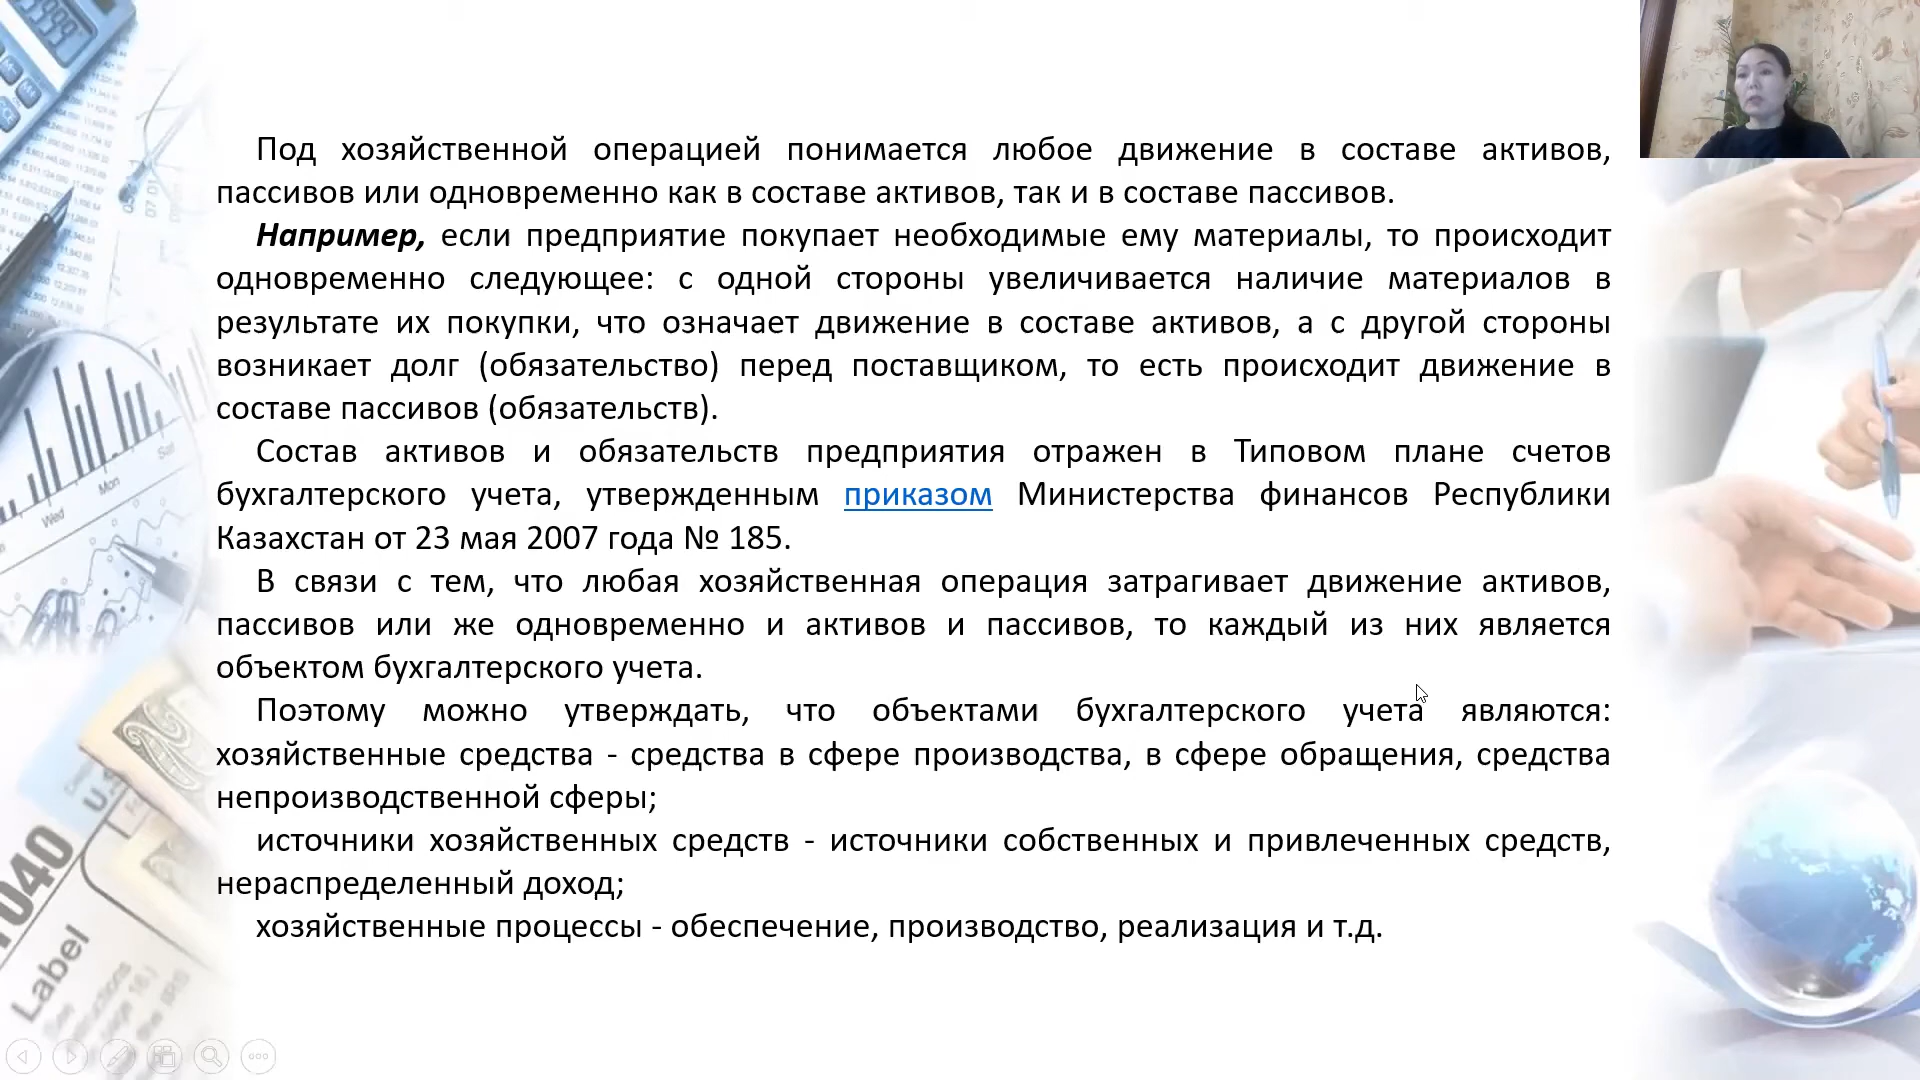 Под хозяйственной операцией понимается любое движение в составе активов,
пассивов или одновременно как в составе активов, так и в составе пассивов.
Например, если предприятие покупает необходимые ему материалы, то происходит
одновременно следующее: с одной стороны увеличивается наличие материалов в
результате их покупки, что означает движение в составе активов, а с другой стороны
возникает долг (обязательство) перед поставщиком, то есть происходит движение в
составе пассивов (обязательств).
Состав активов и обязательств предприятия отражен в Типовом плане счетов
бухгалтерского учета, утвержденным приказом Министерства финансов Республики
Казахстан от 23 мая 2007 года № 185.
В связи с тем, что любая хозяйственная операция затрагивает движение активов,
пассивов или же одновременно и активов и пассивов, то каждый из них является
объектом бухгалтерского учета.
Поэтому можно утверждать, что объектами бухгалтерского учета являются:
хозяйственные средства - средства в сфере производства, в сфере обращения, средства
непроизводственной сферы;
источники хозяйственных средств - источники собственных и привлеченных средств,
нераспределенный доход;
хозяйственные процессы - обеспечение, производство, реализация и т.д.
Wed
Mon
Sat
1040
Label